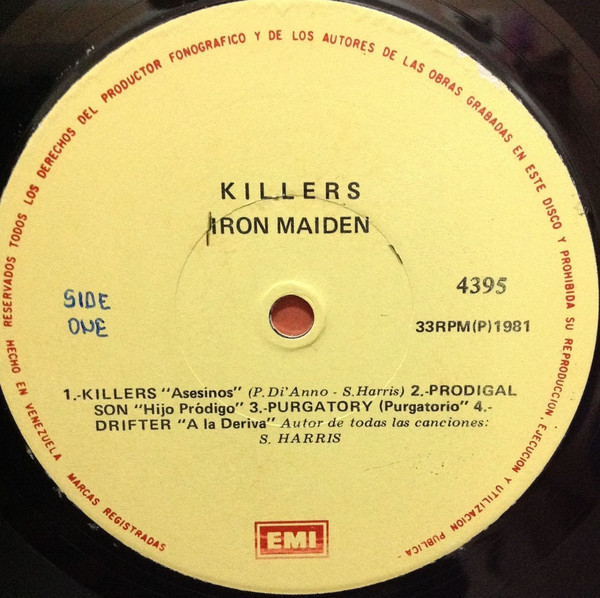 HECHO EN VENEZUELA RESERVADOS TODOS LOS DERECHOS DEL PRODUCTOR FONOGRAFICO Y DE LOS AUTORES DE LAS OBRAS GRABADAS EN ESTE DISCO Y PROHIBIDA SU REPRODUCCION, EJECUCION Y UTILIZACION PUBLICA -
MARCAS REGISTRADAS
KILLERS
IRON MAIDEN
SIDE
ONE
4395
33RPM(P)1981
1.-KILLERS "Asesinos" (P. Di'Anno - S.Harris) 2.-PRODIGAL
SON "Hijo Pródigo" 3.-PURGATORY (Purgatorio" 4.-
DRIFTER "A la Deriva" Autor de todas las canciones:
S. HARRIS
EMI